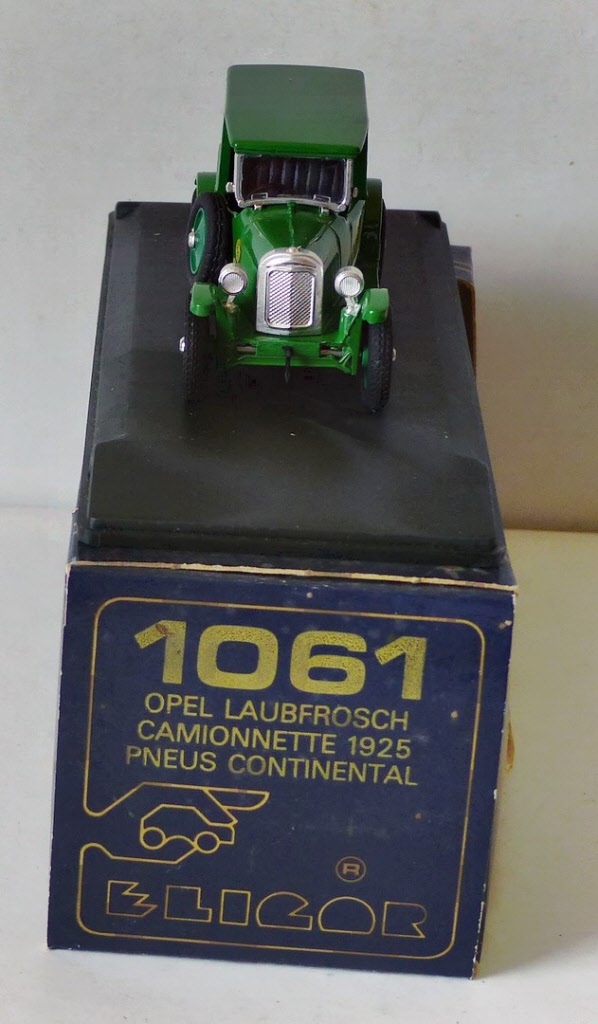 1061
OPEL LAUBFROSCH
CAMIONNETTE 1925
PNEUS CONTINENTAL
®
ELIGOR